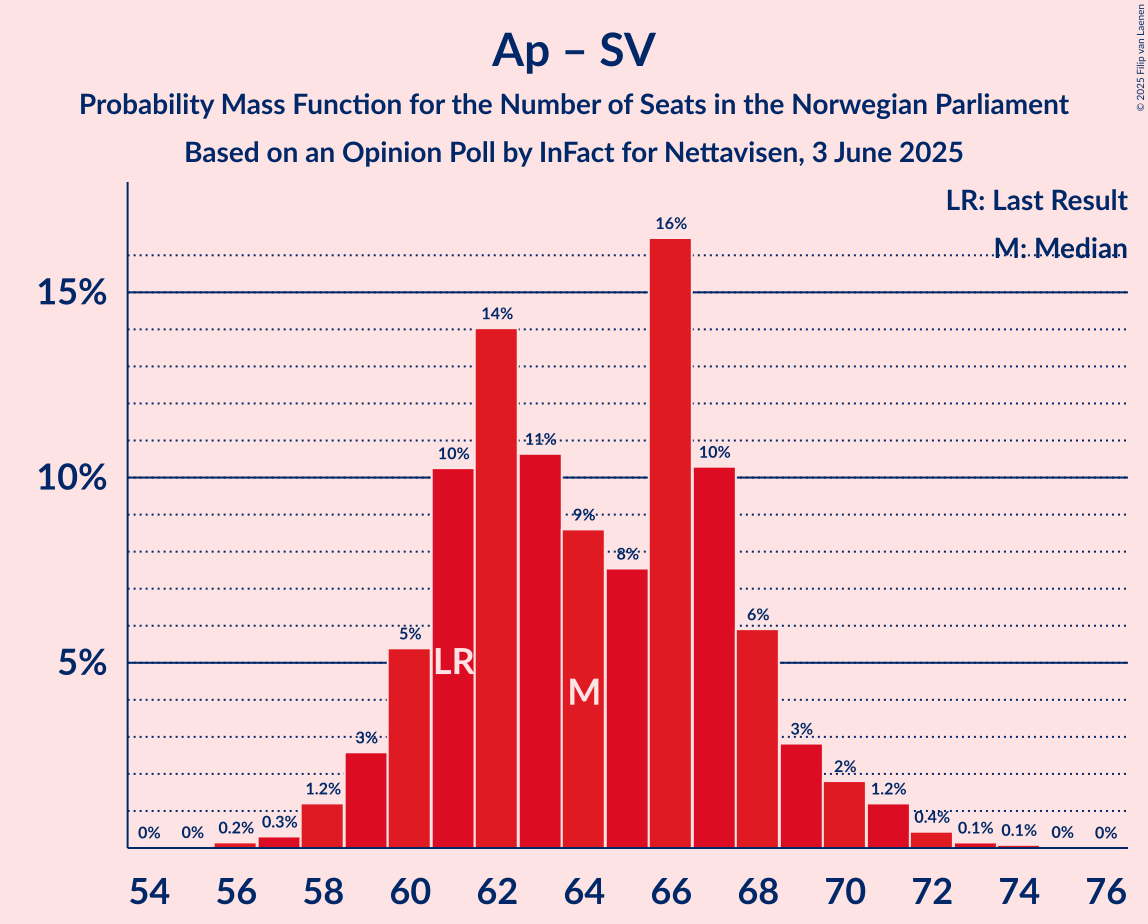 Ap – SV
Probability Mass Function for the Number of Seats in the Norwegian Parliament
Based on an Opinion Poll by InFact for Nettavisen, 3 June 2025
© 2025 Filip van Laenen
LR: Last Result
M: Median
15%
10%
5%
0%
0%
0.2%
0.3%
1.2%
3%
5%
10%
14%
11%
9%
8%
16%
10%
6%
3%
2%
1.2%
0.4%
0.1%
0.1%
0%
0%
LR
M
54 56 58 60 62 64 66 68 70 72 74 76